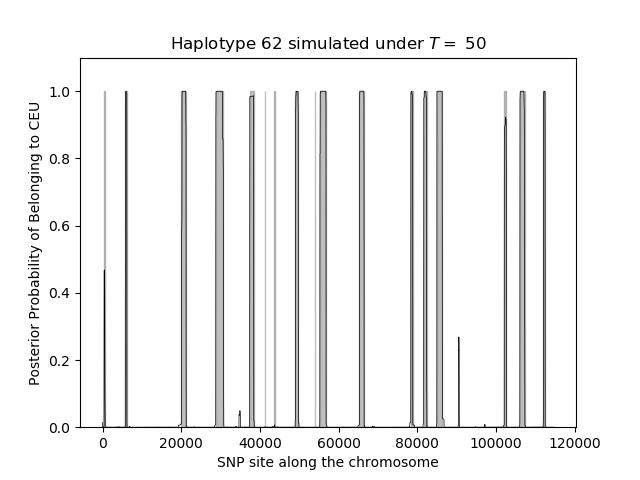 Haplotype 62 simulated under T = 50
Posterior Probability of Belonging to CEU
1.0
0.8
0.6
0.4
0.2
0.0
0 20000 40000 60000 80000 100000 120000
SNP site along the chromosome